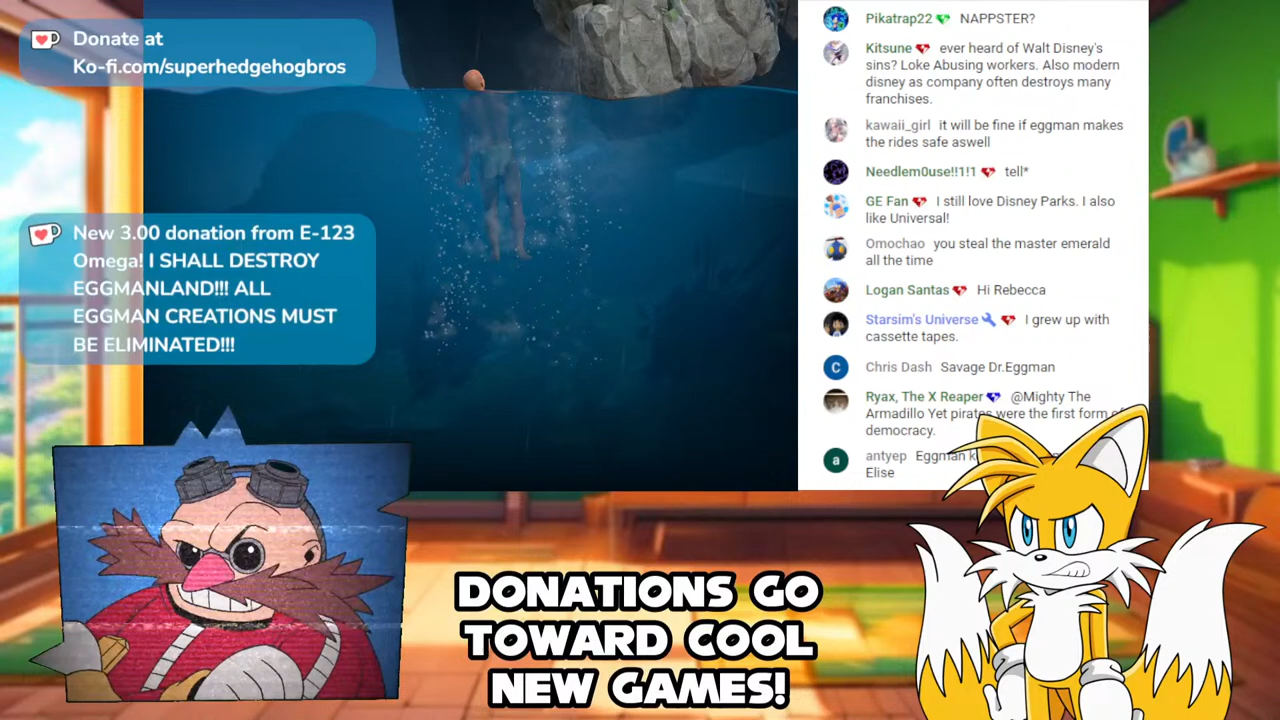 Donate at
Ko-fi.com/superhedgehogbros
New 3.00 donation from E-123
Omega! I SHALL DESTROY
EGGMANLAND!!! ALL
EGGMAN CREATIONS MUST
BE ELIMINATED!!!
Pikatrap22 NAPPSTER?
Kitsune ever heard of Walt Disney's
sins? Loke Abusing workers. Also modern
disney as company often destroys many
franchises.
kawaii_girl it will be fine if eggman makes
the rides safe aswell
Needlem0use!!1!1 tell*
GE Fan I still love Disney Parks. I also
like Universal!
Omochao you steal the master emerald
all the time
Logan Santas Hi Rebecca
Starsim's Universe I grew up with
cassette tapes.
C Chris Dash Savage Dr.Eggman
Ryax, The X Reaper @Mighty The
Armadillo Yet pirates were the first form
democracy.
a antyep Eggman
Elise
DONATIONS GO
TOWARD COOL
NEW GAMES!